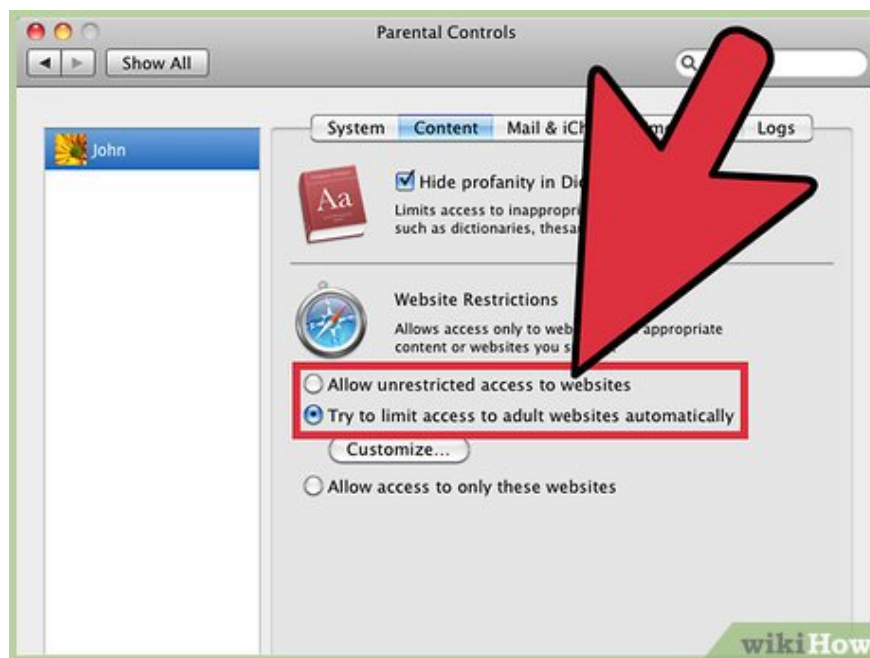 Parental Controls
Show All
System Content Mail & iCh Logs
John
Aa
Hide profanity in Di
Limits access to inappropri
such as dictionaries, thesa
Website Restrictions
Allows access only to web appropriate
content or websites you s
Allow unrestricted access to websites
Try to limit access to adult websites automatically
Customize...
Allow access to only these websites
wikiHow